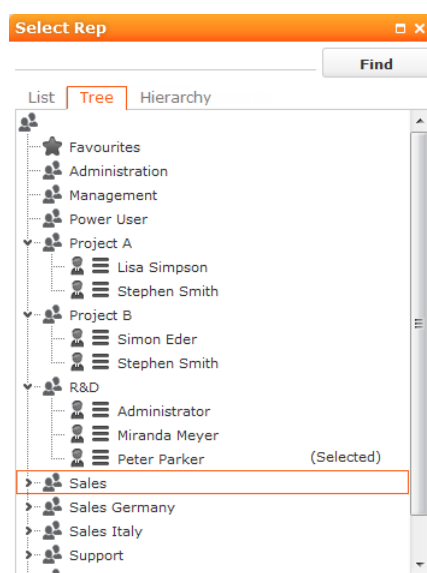 Select Rep
Find
List Tree Hierarchy
Favourites
Administration
Management
Power User
Project A
Lisa Simpson
Stephen Smith
Project B
Simon Eder
Stephen Smith
R&D
Administrator
Miranda Meyer
Peter Parker (Selected)
Sales
Sales Germany
Sales Italy
Support